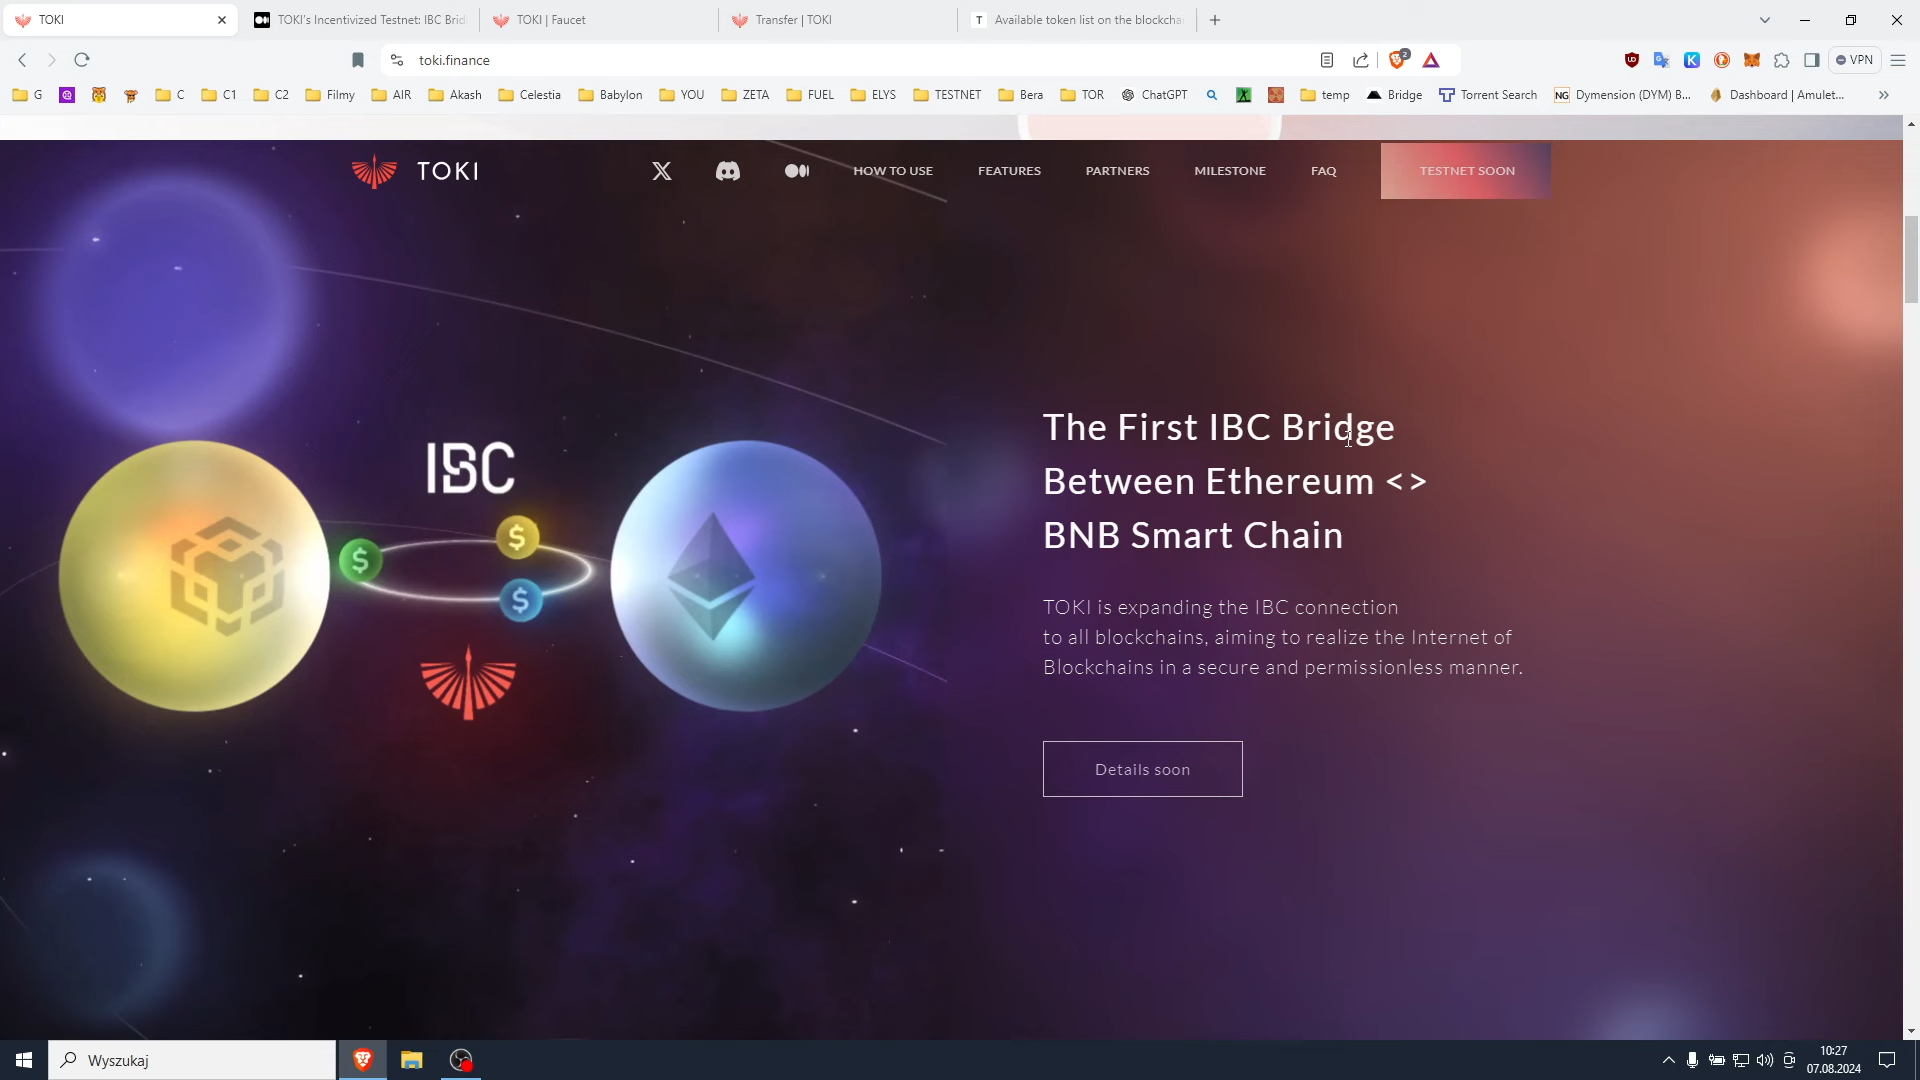 TOKI
TOKI's Incentivized Testnet: IBC Brid
TOKI | Faucet
Transfer | TOKI
T
Available token list on the blockcha
toki.finance
2
VPN
G
C
C1
C2
Filmy
AIR
Akash
Celestia
Babylon
YOU
ZETA
FUEL
ELYS
TESTNET
Bera
TOR
ChatGPT
temp
Bridge
Torrent Search
NG
Dymension (DYM) B...
Dashboard | Amulet...
TOKI
HOW TO USE
FEATURES
PARTNERS
MILESTONE
FAQ
TESTNET SOON
IBC
The First IBC Bridge
Between Ethereum <>
BNB Smart Chain
TOKI is expanding the IBC connection
to all blockchains, aiming to realize the Internet of
Blockchains in a secure and permissionless manner.
Details soon
Wyszukaj
10:27
07.08.2024